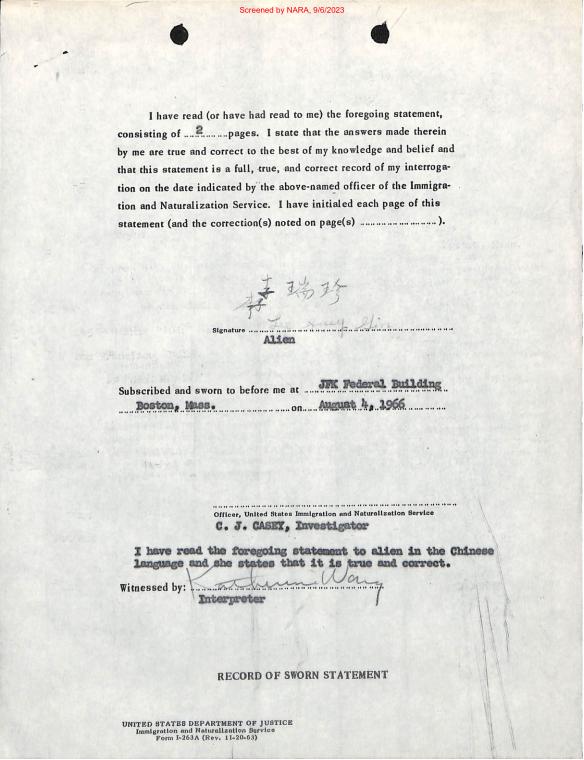 Screened by NARA, 9/6/2023
I have read (or have had read to me) the foregoing statement,
consisting of ....2.......pages. I state that the answers made therein
by me are true and correct to the best of my knowledge and belief and
that this statement is a full, true, and correct record of my interroga-
tion on the date indicated by the above-named officer of the Immigra-
tion and Naturalization Service. I have initialed each page of this
statement (and the correction(s) noted on page(s) ........................).
李 瑞珍
Signature
Alien
Subscribed and sworn to before me at JFK Federal Building
Boston, Mass. on August 4, 1966
Officer, United States Immigration and Naturalization Service
C. J. CASEY, Investigator
I have read the foregoing statement to alien in the Chinese
language and she states that it is true and correct.
Witnessed by: Katherine Wang
Interpreter
RECORD OF SWORN STATEMENT
UNITED STATES DEPARTMENT OF JUSTICE
Immigration and Naturalization Service
Form I-263A (Rev. 11-20-63)